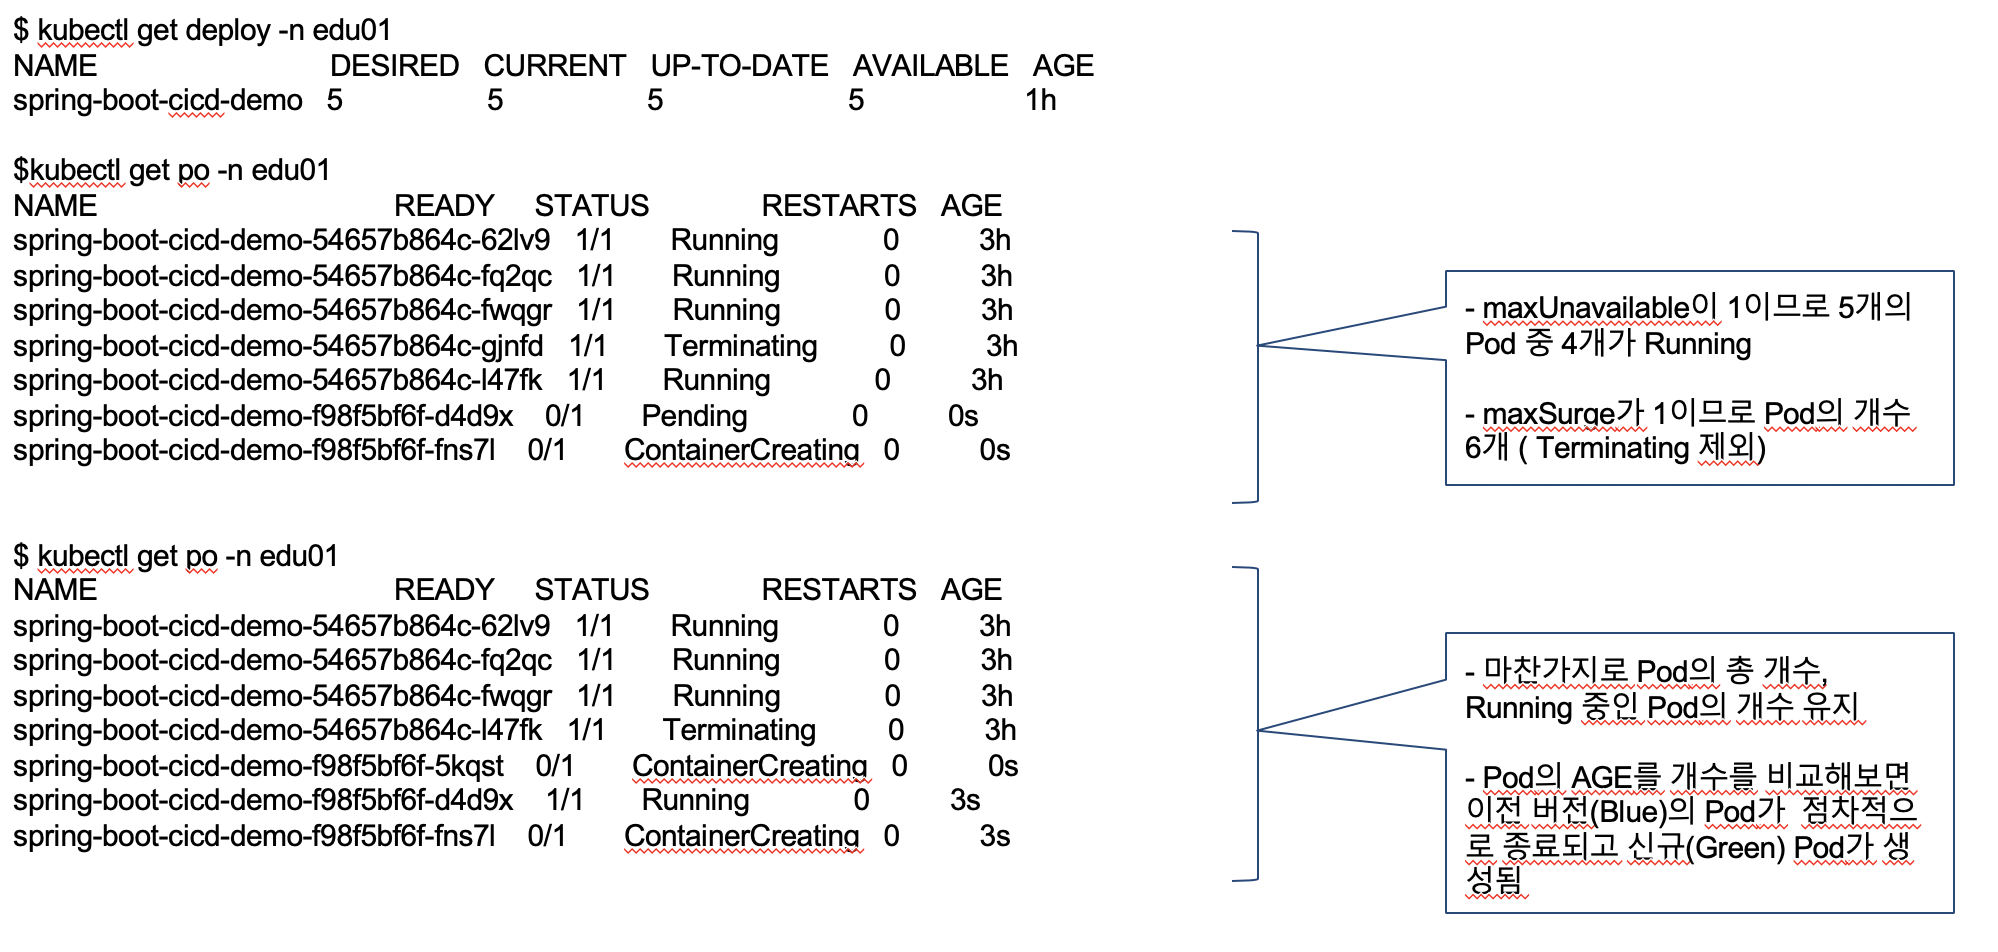 $ kubectl get deploy -n edu01
NAME DESIRED CURRENT UP-TO-DATE AVAILABLE AGE
spring-boot-cicd-demo 5 5 5 5 1h
$kubectl get po -n edu01
NAME READY STATUS RESTARTS AGE
spring-boot-cicd-demo-54657b864c-62lv9 1/1 Running 0 3h
spring-boot-cicd-demo-54657b864c-fq2qc 1/1 Running 0 3h
spring-boot-cicd-demo-54657b864c-fwqgr 1/1 Running 0 3h
spring-boot-cicd-demo-54657b864c-gjnfd 1/1 Terminating 0 3h
spring-boot-cicd-demo-54657b864c-l47fk 1/1 Running 0 3h
spring-boot-cicd-demo-f98f5bf6f-d4d9x 0/1 Pending 0 0s
spring-boot-cicd-demo-f98f5bf6f-fns7l 0/1 ContainerCreating 0 0s
- maxUnavailable이 1이므로 5개의
Pod 중 4개가 Running
- maxSurge가 1이므로 Pod의 개수
6개 ( Terminating 제외)
$ kubectl get po -n edu01
NAME READY STATUS RESTARTS AGE
spring-boot-cicd-demo-54657b864c-62lv9 1/1 Running 0 3h
spring-boot-cicd-demo-54657b864c-fq2qc 1/1 Running 0 3h
spring-boot-cicd-demo-54657b864c-fwqgr 1/1 Running 0 3h
spring-boot-cicd-demo-54657b864c-l47fk 1/1 Terminating 0 3h
spring-boot-cicd-demo-f98f5bf6f-5kqst 0/1 ContainerCreating 0 0s
spring-boot-cicd-demo-f98f5bf6f-d4d9x 1/1 Running 0 3s
spring-boot-cicd-demo-f98f5bf6f-fns7l 0/1 ContainerCreating 0 3s
- 마찬가지로 Pod의 총 개수,
Running 중인 Pod의 개수 유지
- Pod의 AGE를 개수를 비교해보면
이전 버전(Blue)의 Pod가 점차적으
로 종료되고 신규(Green) Pod가 생
성됨